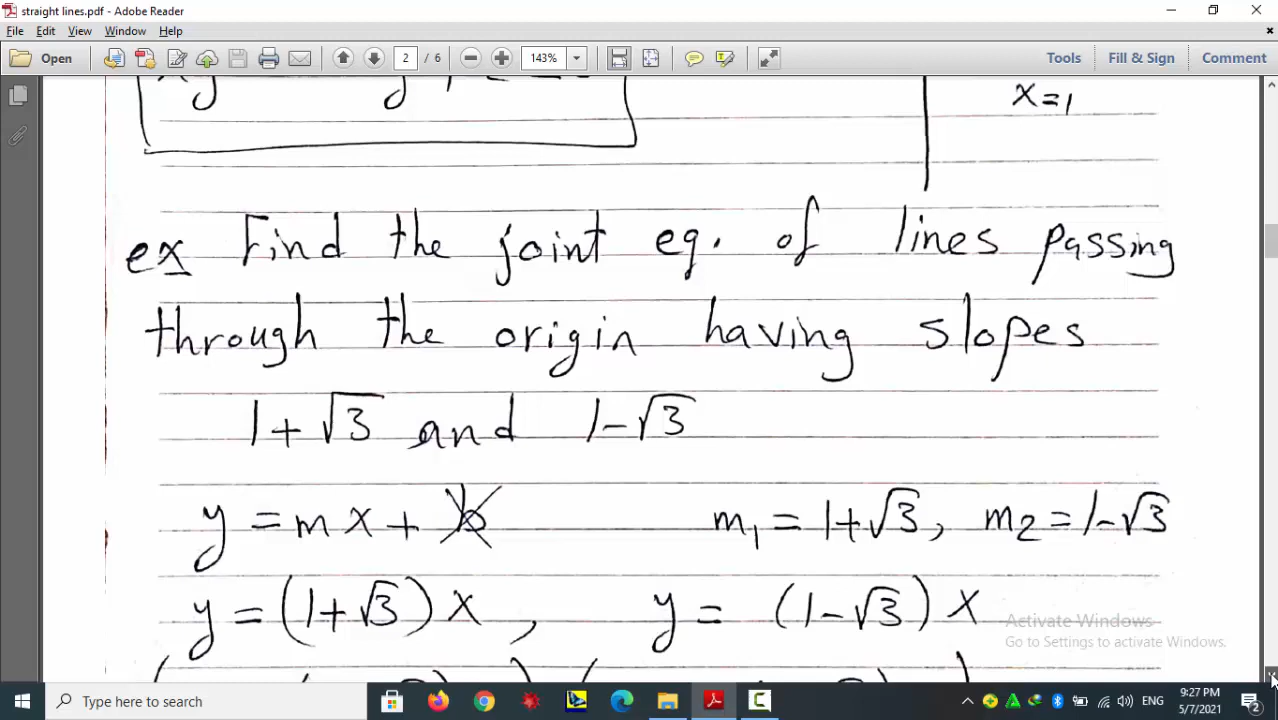 straight lines.pdf - Adobe Reader
File Edit View Window Help
Open 2 / 6 143% Tools Fill & Sign Comment
x=1
ex Find the joint eq. of lines passing
through the origin having slopes
1+√3 and 1-√3
y = mx + b m₁ = 1+√3, m2 = 1-√3
y = (1+√3)x , y = (1-√3)x
Activate Windows
Go to Settings to activate Windows.
Type here to search
ENG
9:27 PM
5/7/2021
2